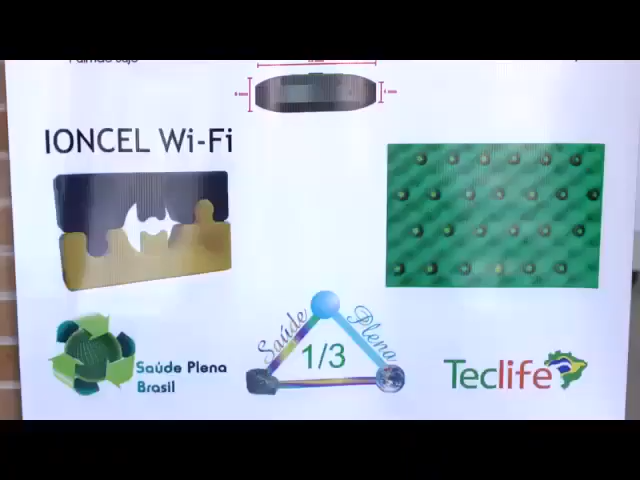 IONCEL Wi-Fi
Saúde Plena
1/3
Saúde Plena
Brasil
Teclife